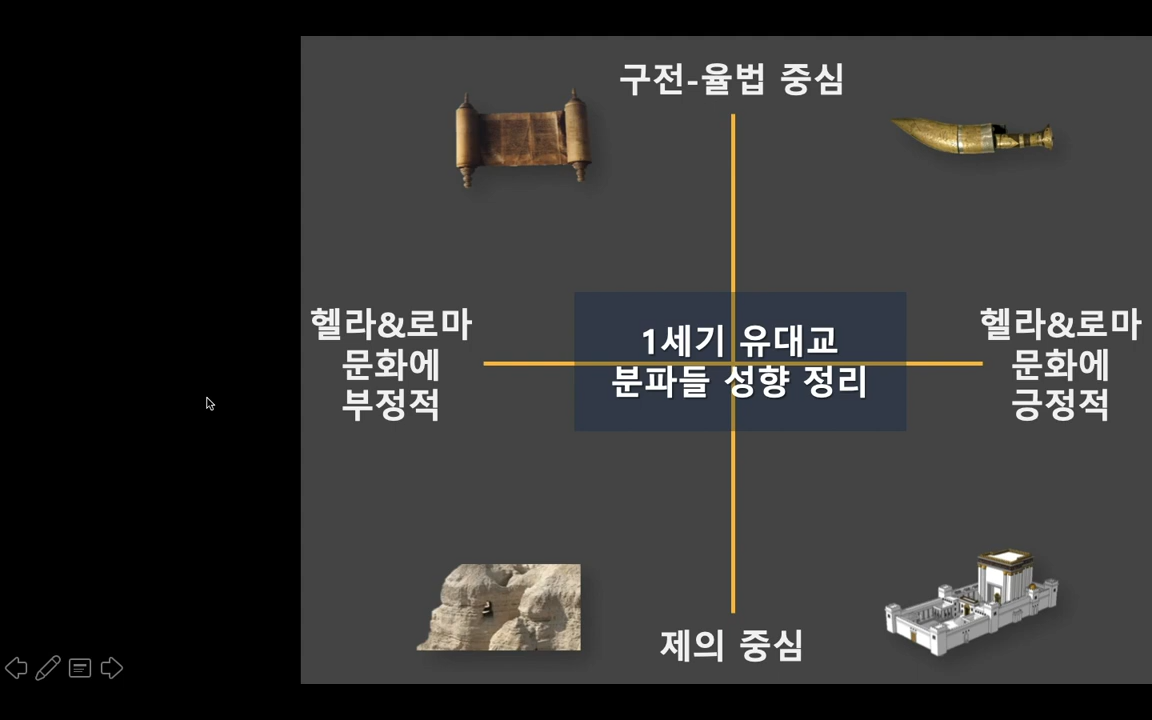 구전-율법 중심
헬라&로마
문화에
부정적
1세기 유대교
분파들 성향 정리
헬라&로마
문화에
긍정적
제의 중심